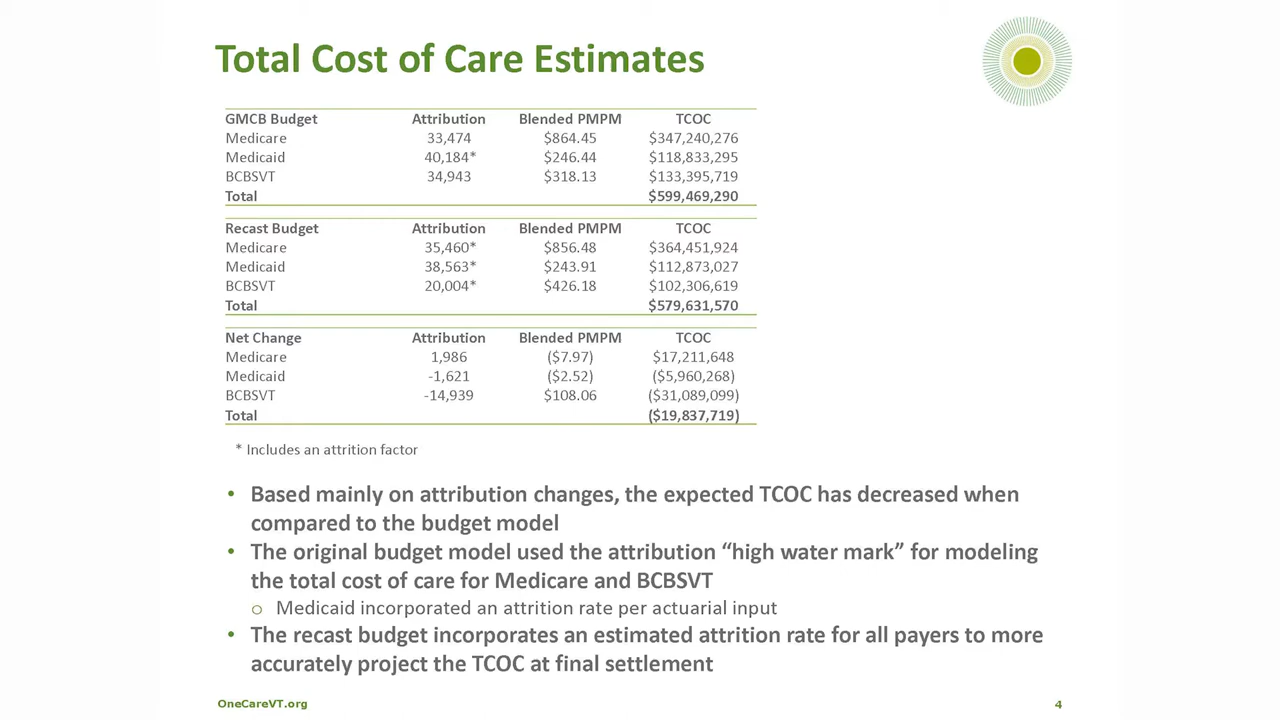 Total Cost of Care Estimates
GMCB Budget Attribution Blended PMPM TCOC
Medicare 33,474 $864.45 $347,240,276
Medicaid 40,184* $246.44 $118,833,295
BCBSVT 34,943 $318.13 $133,395,719
Total $599,469,290
Recast Budget Attribution Blended PMPM TCOC
Medicare 35,460* $856.48 $364,451,924
Medicaid 38,563* $243.91 $112,873,027
BCBSVT 20,004* $426.18 $102,306,619
Total $579,631,570
Net Change Attribution Blended PMPM TCOC
Medicare 1,986 ($7.97) $17,211,648
Medicaid -1,621 ($2.52) ($5,960,268)
BCBSVT -14,939 $108.06 ($31,089,099)
Total ($19,837,719)
* Includes an attrition factor
• Based mainly on attribution changes, the expected TCOC has decreased when
compared to the budget model
• The original budget model used the attribution “high water mark” for modeling
the total cost of care for Medicare and BCBSVT
o Medicaid incorporated an attrition rate per actuarial input
• The recast budget incorporates an estimated attrition rate for all payers to more
accurately project the TCOC at final settlement
OneCareVT.org 4